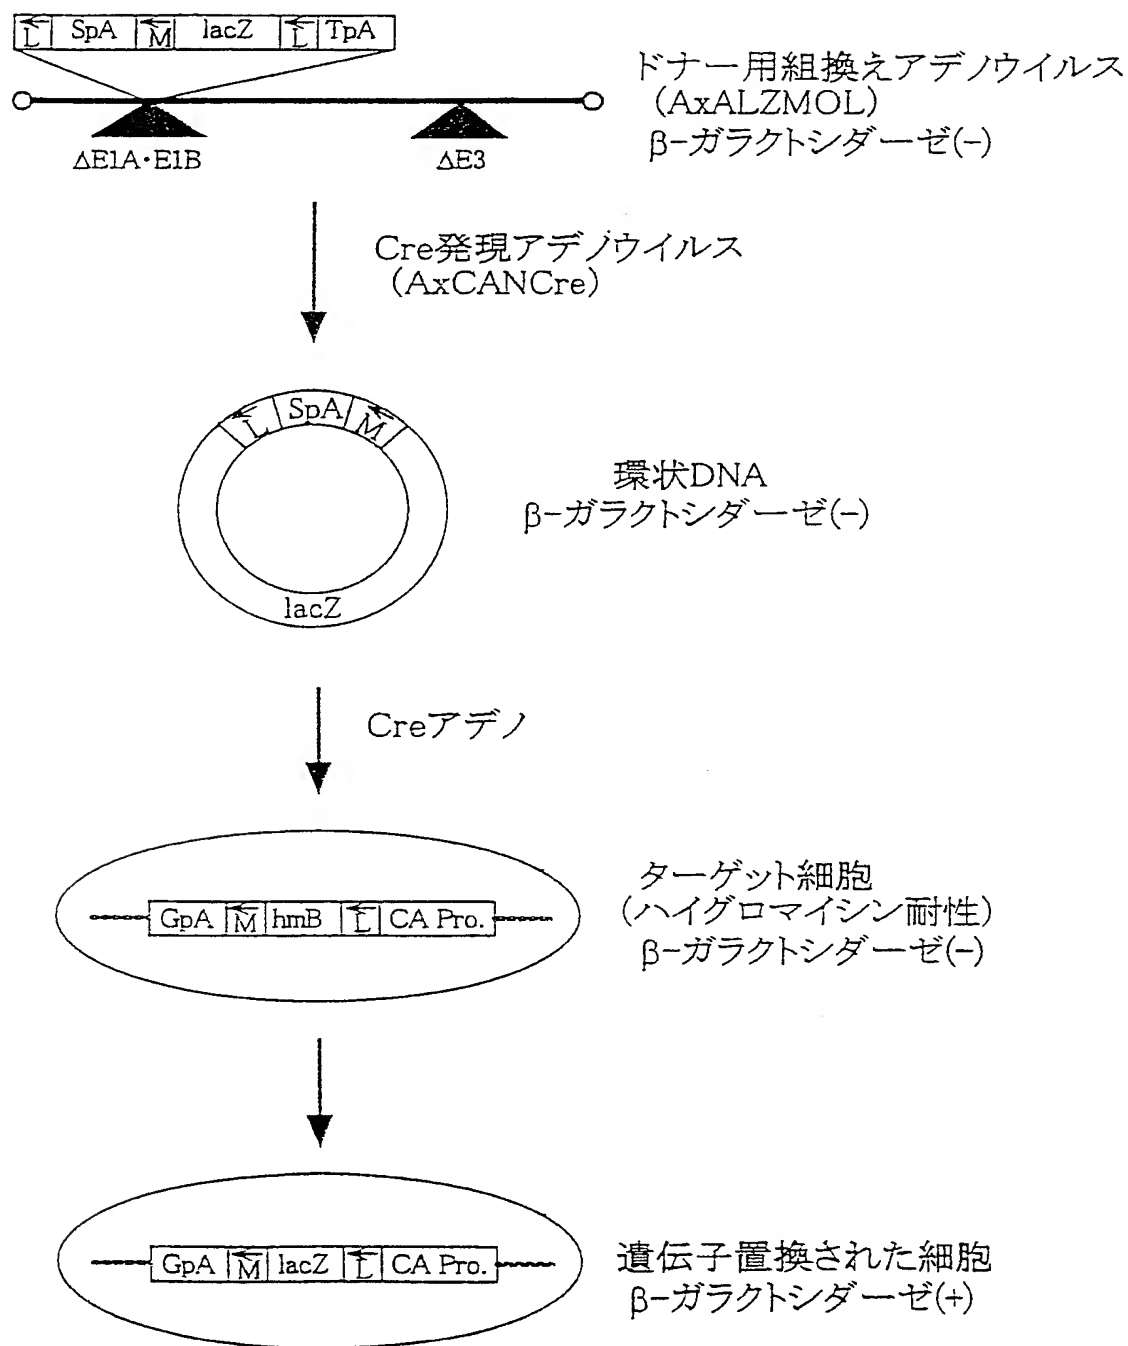 L SpA M lacZ L TpA
ドナー用組換えアデノウイルス
(AxALZMOL)
β-ガラクトシダーゼ(-)
ΔE1A・E1B
ΔE3
Cre発現アデノウイルス
(AxCANCre)
L SpA M
lacZ
環状DNA
β-ガラクトシダーゼ(-)
Creアデノ
GpA M hmB L CA Pro.
ターゲット細胞
(ハイグロマイシン耐性)
β-ガラクトシダーゼ(-)
GpA M lacZ L CA Pro.
遺伝子置換された細胞
β-ガラクトシダーゼ(+)